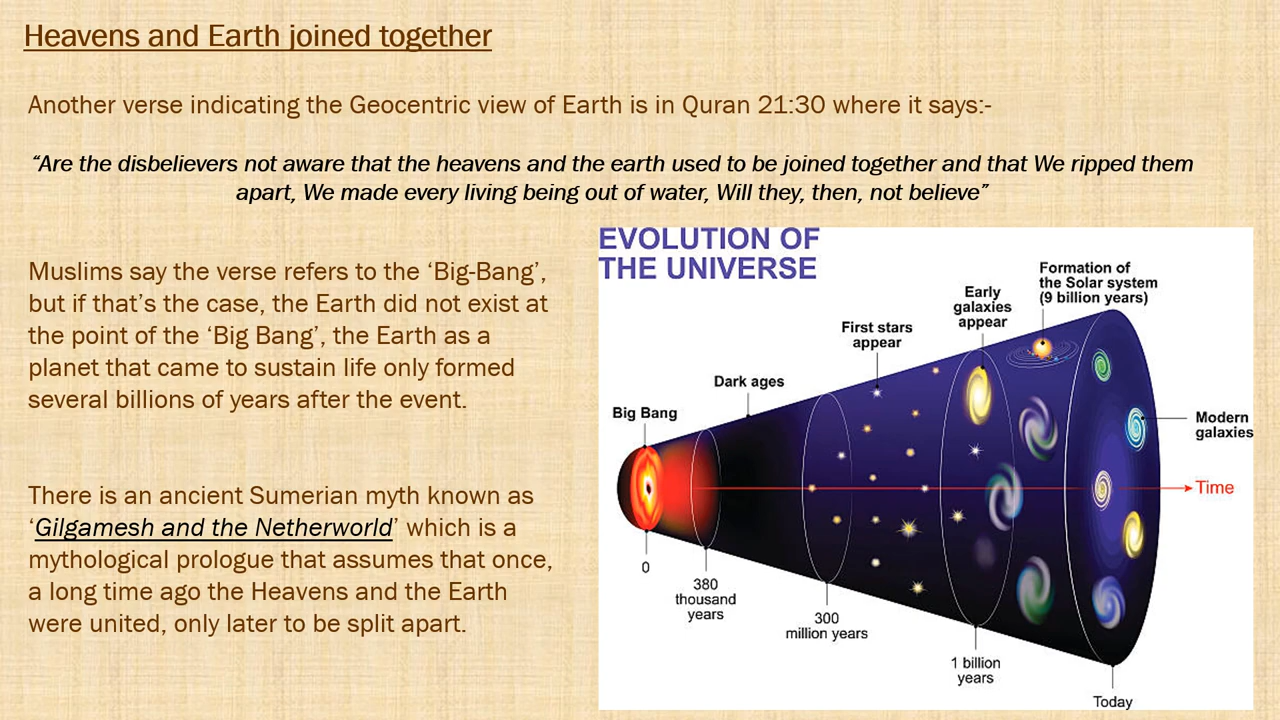 Heavens and Earth joined together
Another verse indicating the Geocentric view of Earth is in Quran 21:30 where it says:-
“Are the disbelievers not aware that the heavens and the earth used to be joined together and that We ripped them
apart, We made every living being out of water, Will they, then, not believe”
Muslims say the verse refers to the ‘Big-Bang’,
but if that’s the case, the Earth did not exist at
the point of the ‘Big Bang’, the Earth as a
planet that came to sustain life only formed
several billions of years after the event.
There is an ancient Sumerian myth known as
‘Gilgamesh and the Netherworld’ which is a
mythological prologue that assumes that once,
a long time ago the Heavens and the Earth
were united, only later to be split apart.
EVOLUTION OF
THE UNIVERSE
Big Bang
Dark ages
First stars
appear
Early
galaxies
appear
Formation of
the Solar system
(9 billion years)
Modern
galaxies
Time
0
380
thousand
years
300
million years
1 billion
years
Today